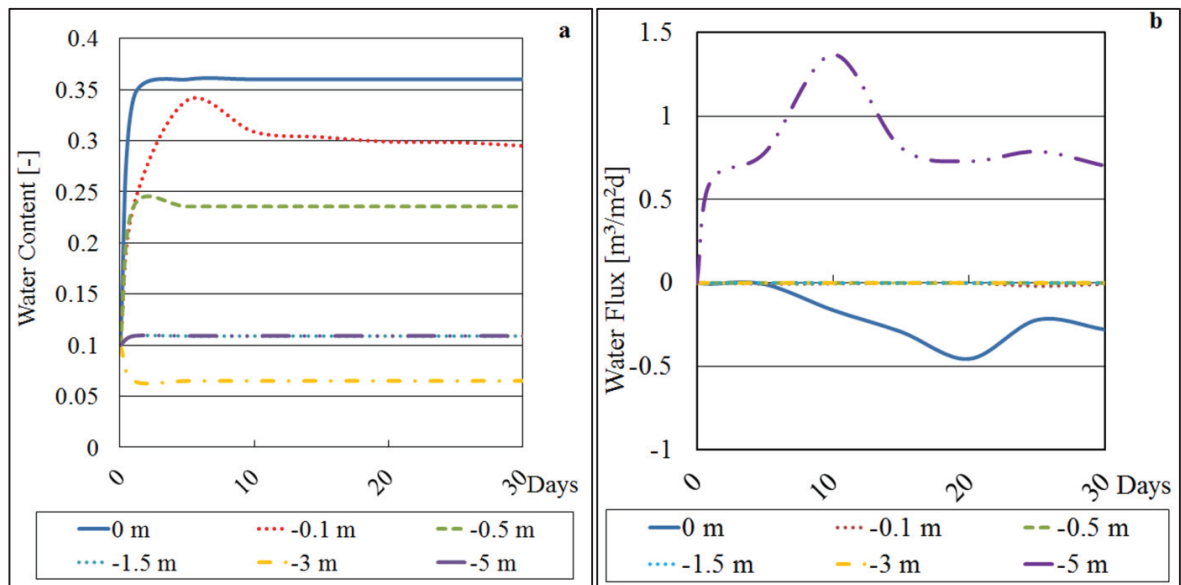 a
Water Content [-]
0.4
0.35
0.3
0.25
0.2
0.15
0.1
0.05
0
0 10 20 30 Days
0 m -0.1 m -0.5 m
-1.5 m -3 m -5 m
b
Water Flux [m³/m²d]
1.5
1
0.5
0
-0.5
-1
0 10 20 30 Days
0 m -0.1 m -0.5 m
-1.5 m -3 m -5 m